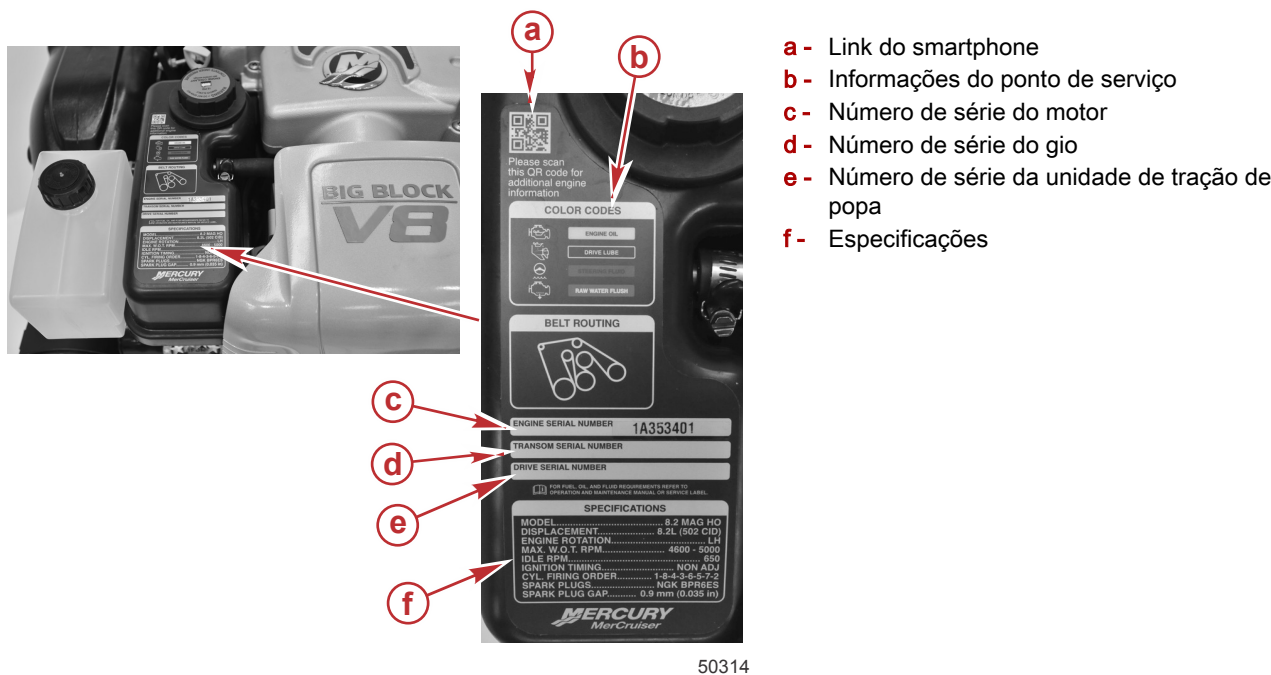 a
b
a - Link do smartphone
b - Informações do ponto de serviço
c - Número de série do motor
d - Número de série do gio
e - Número de série da unidade de tração de
popa
f - Especificações
BIG BLOCK
V8
COLOR CODES
BELT ROUTING
SPECIFICATIONS
MERCURY
MerCruiser
Please scan
this QR code for
additional engine
information
COLOR CODES
ENGINE OIL
DRIVE LUBE
RAW WATER FLUSH
BELT ROUTING
c
ENGINE SERIAL NUMBER 1A353401
d
TRANSOM SERIAL NUMBER
e
DRIVE SERIAL NUMBER
FOR FUEL, OIL, AND FLUID REQUIREMENTS REFER TO
OPERATION AND MAINTENANCE MANUAL OR SERVICE LABEL.
f
SPECIFICATIONS
MODEL 8.2 MAG HO
DISPLACEMENT 8.2L (502 CID)
ENGINE ROTATION LH
MAX. W.O.T. RPM 4600 - 5000
IDLE RPM 650
IGNITION TIMING NON ADJ
CYL. FIRING ORDER 1-8-4-3-6-5-7-2
SPARK PLUGS NGK BPR6ES
SPARK PLUG GAP 0.9 mm (0.035 in)
MERCURY
MerCruiser
50314